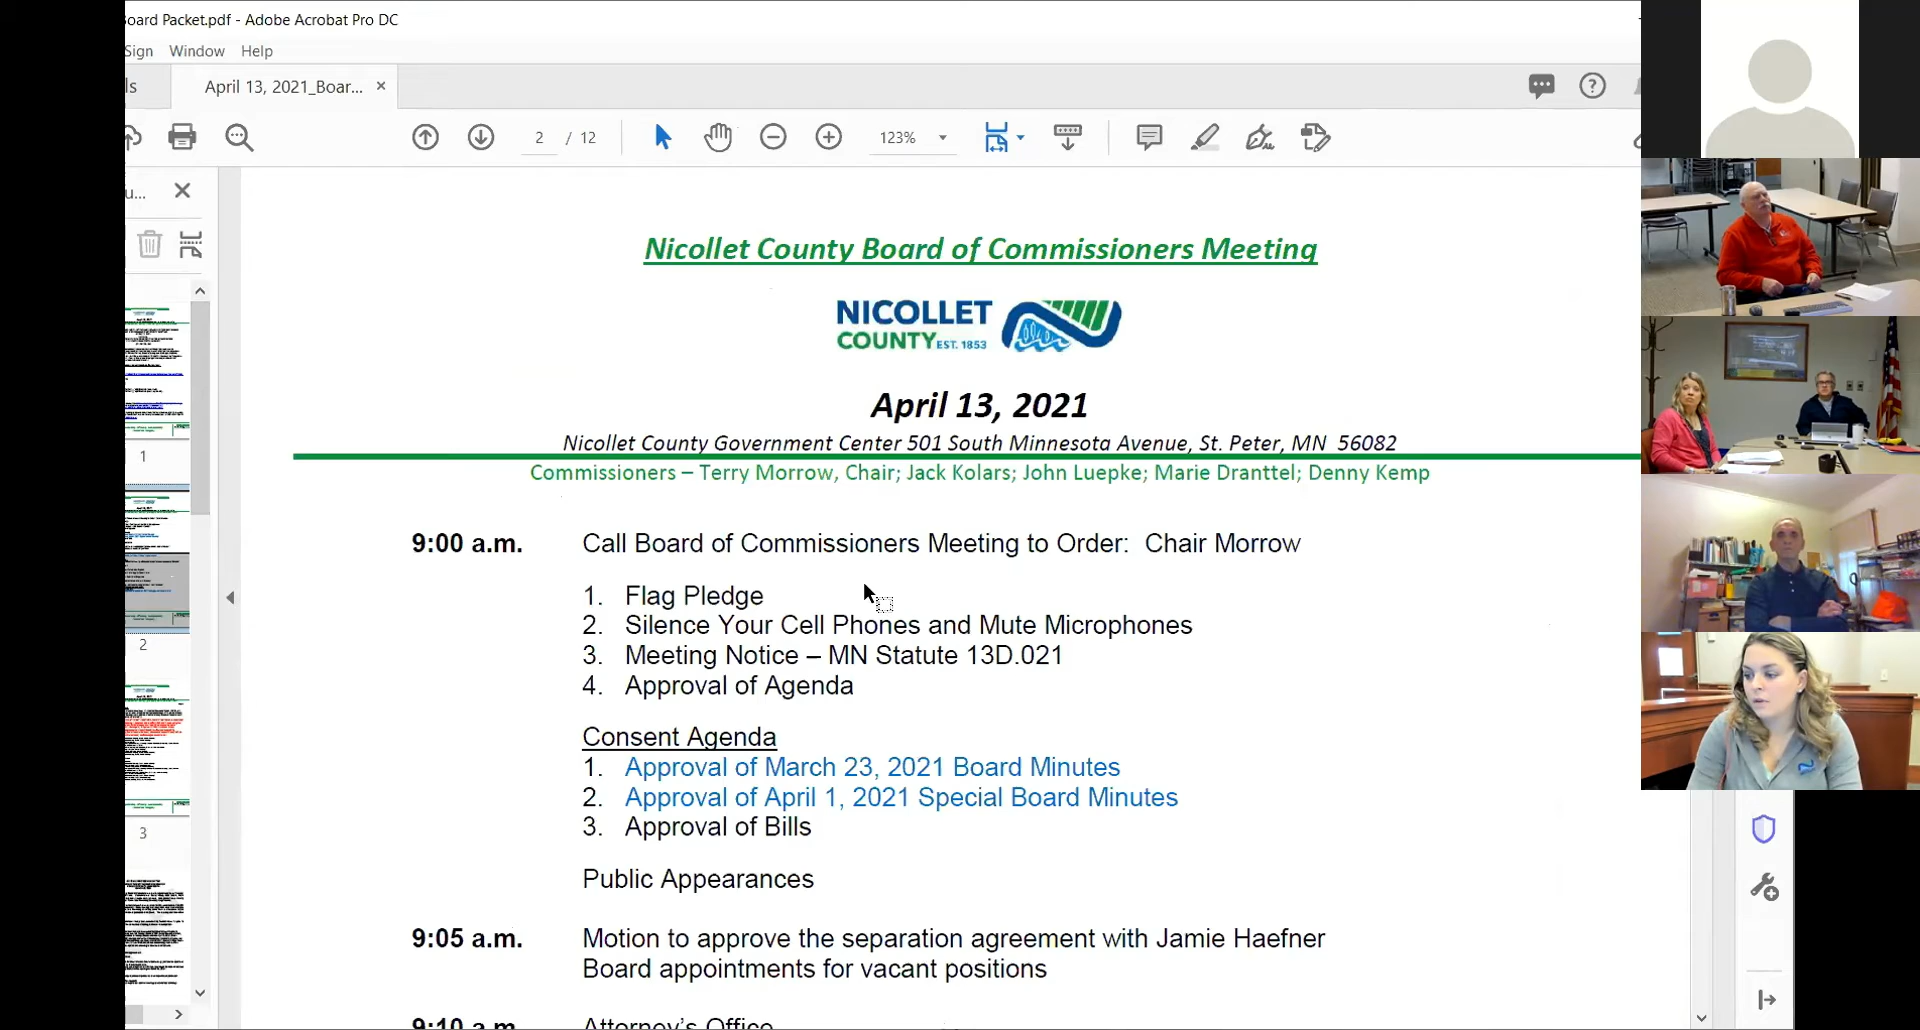 Board Packet.pdf - Adobe Acrobat Pro DC
Sign Window Help
ls
April 13, 2021_Boar... ×
2 / 12
123%
u...
Nicollet County Board of Commissioners Meeting
NICOLLET
COUNTY EST. 1853
April 13, 2021
Nicollet County Government Center 501 South Minnesota Avenue, St. Peter, MN 56082
Commissioners – Terry Morrow, Chair; Jack Kolars; John Luepke; Marie Dranttel; Denny Kemp
9:00 a.m. Call Board of Commissioners Meeting to Order: Chair Morrow
1. Flag Pledge
2. Silence Your Cell Phones and Mute Microphones
3. Meeting Notice – MN Statute 13D.021
4. Approval of Agenda
Consent Agenda
1. Approval of March 23, 2021 Board Minutes
2. Approval of April 1, 2021 Special Board Minutes
3. Approval of Bills
Public Appearances
9:05 a.m. Motion to approve the separation agreement with Jamie Haefner
Board appointments for vacant positions
9:10 a.m. Attorney's Office
1
2
3